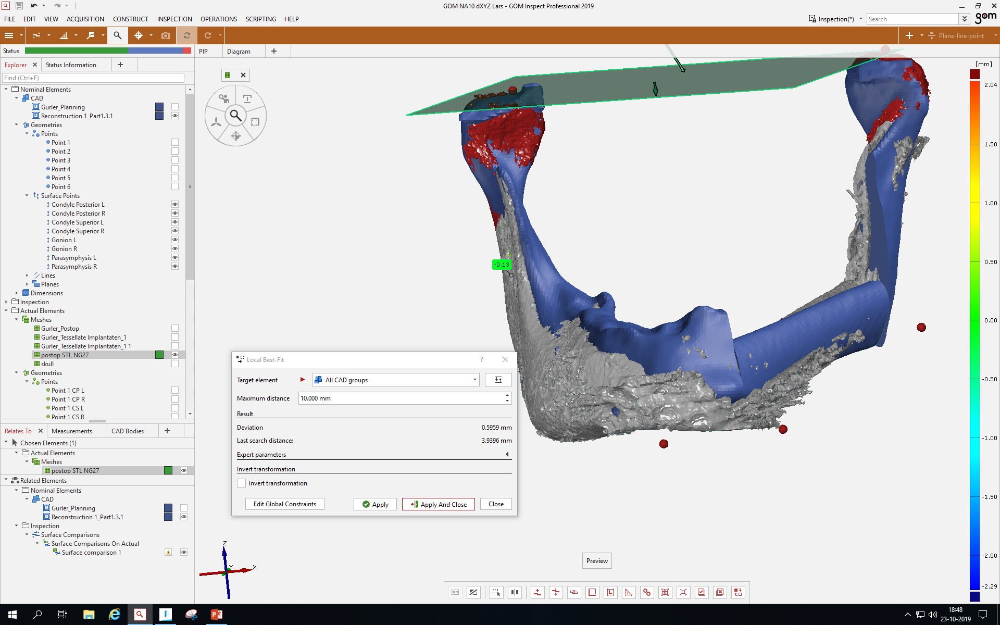 GOM NA10 dXYZ Lars - GOM Inspect Professional 2019
FILE EDIT VIEW ACQUISITION CONSTRUCT INSPECTION OPERATIONS SCRIPTING HELP
Inspection(*) Search gom
Plane-line-point
Status
PIP Diagram
Explorer Status Information
Find (Ctrl+F)
Nominal Elements
CAD
Gurler_Planning
Reconstruction 1_Part1.3.1
Geometries
Points
Point 1
Point 2
Point 3
Point 4
Point 5
Point 6
Surface Points
Condyle Posterior L
Condyle Posterior R
Condyle Superior L
Condyle Superior R
Gonion L
Gonion R
Parasymphysis L
Parasymphysis R
Lines
Planes
Dimensions
Inspection
Actual Elements
Meshes
Gurler_Postop
Gurler_Tessellate Implantaten_1
Gurler_Tessellate Implantaten_1 1
postop STL NG27
skull
Geometries
Points
Point 1 CP L
Point 1 CP R
Point 1 CS L
Point 1 CS R
Relates To Measurements CAD Bodies
Chosen Elements (1)
Actual Elements
Meshes
postop STL NG27
Related Elements
Nominal Elements
CAD
Gurler_Planning
Reconstruction 1_Part1.3.1
Inspection
Surface Comparisons
Surface Comparisons On Actual
Surface comparison 1
-0.13
Local Best-Fit ?
Target element All CAD groups
Maximum distance 10.000 mm
Result
Deviation 0.5959 mm
Last search distance: 3.9396 mm
Expert parameters
Invert transformation
Invert transformation
Edit Global Constraints Apply Apply And Close Close
Z
Y
X
Preview
[mm]
2.04
1.50
1.00
0.50
0.00
-0.50
-1.00
-1.50
-2.00
-2.29
18:48
23-10-2019